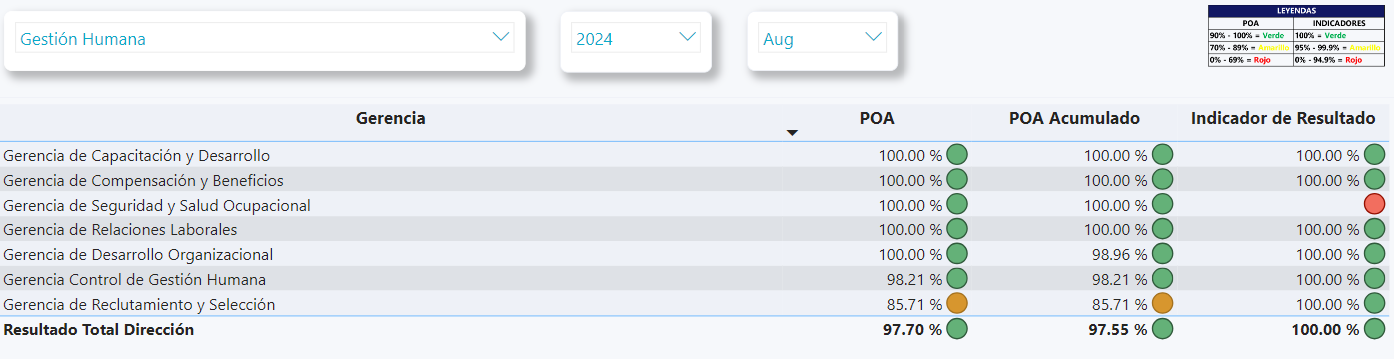 Gestión Humana
2024
Aug
LEYENDAS
POA INDICADORES
90% - 100% = Verde 100% = Verde
70% - 89% = Amarillo 95% - 99.9% = Amarillo
0% - 69% = Rojo 0% - 94.9% = Rojo
Gerencia POA POA Acumulado Indicador de Resultado
Gerencia de Capacitación y Desarrollo 100.00 % 100.00 % 100.00 %
Gerencia de Compensación y Beneficios 100.00 % 100.00 % 100.00 %
Gerencia de Seguridad y Salud Ocupacional 100.00 % 100.00 %
Gerencia de Relaciones Laborales 100.00 % 100.00 % 100.00 %
Gerencia de Desarrollo Organizacional 100.00 % 98.96 % 100.00 %
Gerencia Control de Gestión Humana 98.21 % 98.21 % 100.00 %
Gerencia de Reclutamiento y Selección 85.71 % 85.71 % 100.00 %
Resultado Total Dirección 97.70 % 97.55 % 100.00 %